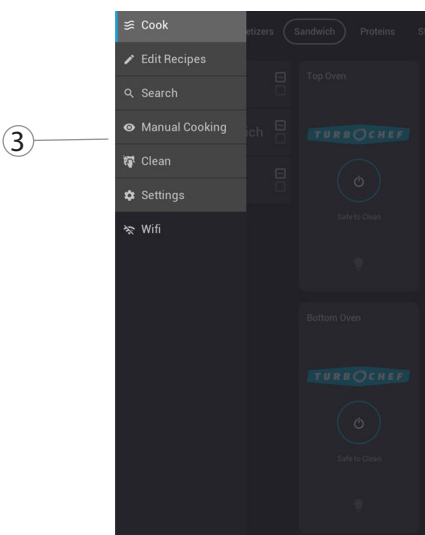 Cook
etizers
Sandwich
Proteins
S
Edit Recipes
Top Oven
Search
3
Manual Cooking
ich
TURBOCHEF
Clean
Settings
Safe to Clean
Wifi
Bottom Oven
TURBOCHEF
Safe to Clean